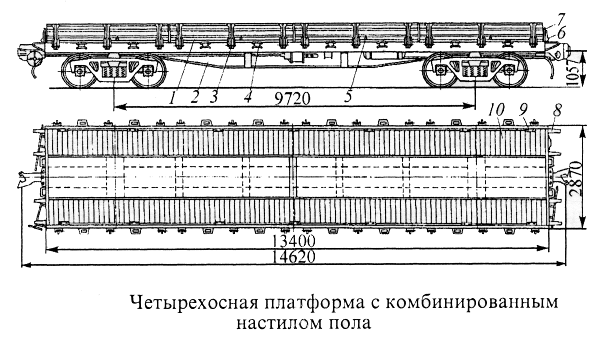 7
6
1 2 3 4 5
1057
9720
10 9 8
2870
13400
14620
Четырехосная платформа с комбинированным
настилом пола